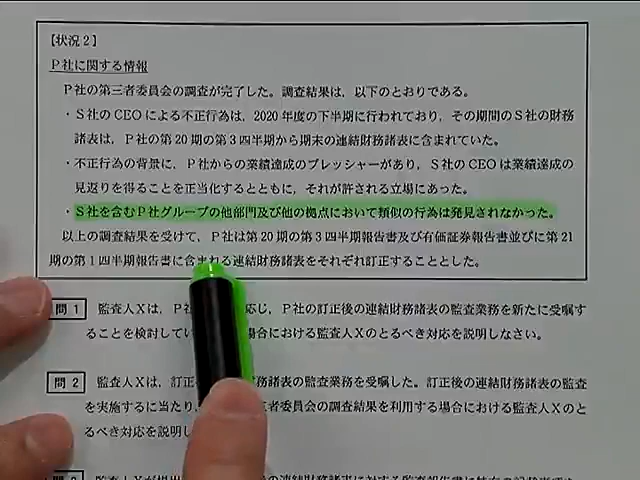 【状況2】
P社に関する情報
P社の第三者委員会の調査が完了した。調査結果は、以下のとおりである。
・S社のCEOによる不正行為は、2020年度の下半期に行われており、その期間のS社の財務
諸表は、P社の第20期の第3四半期から期末の連結財務諸表に含まれていた。
・不正行為の背景に、P社からの業績達成のプレッシャーがあり、S社のCEOは業績達成の
見返りを得ることを正当化するとともに、それが許される立場にあった。
・S社を含むP社グループの他部門及び他の拠点において類似の行為は発見されなかった。
以上の調査結果を受けて、P社は第20期の第3四半期報告書及び有価証券報告書並びに第21
期の第1四半期報告書に含まれる連結財務諸表をそれぞれ訂正することとした。
問1 監査人Xは、P社 応じ、P社の訂正後の連結財務諸表の監査業務を新たに受嘱す
ることを検討してい 場合における監査人Xのとるべき対応を説明しなさい。
問2 監査人Xは、訂正 財務諸表の監査業務を受嘱した。訂正後の連結財務諸表の監査
を実施するに当たり、 三者委員会の調査結果を利用する場合における監査人Xのと
るべき対応を説明し